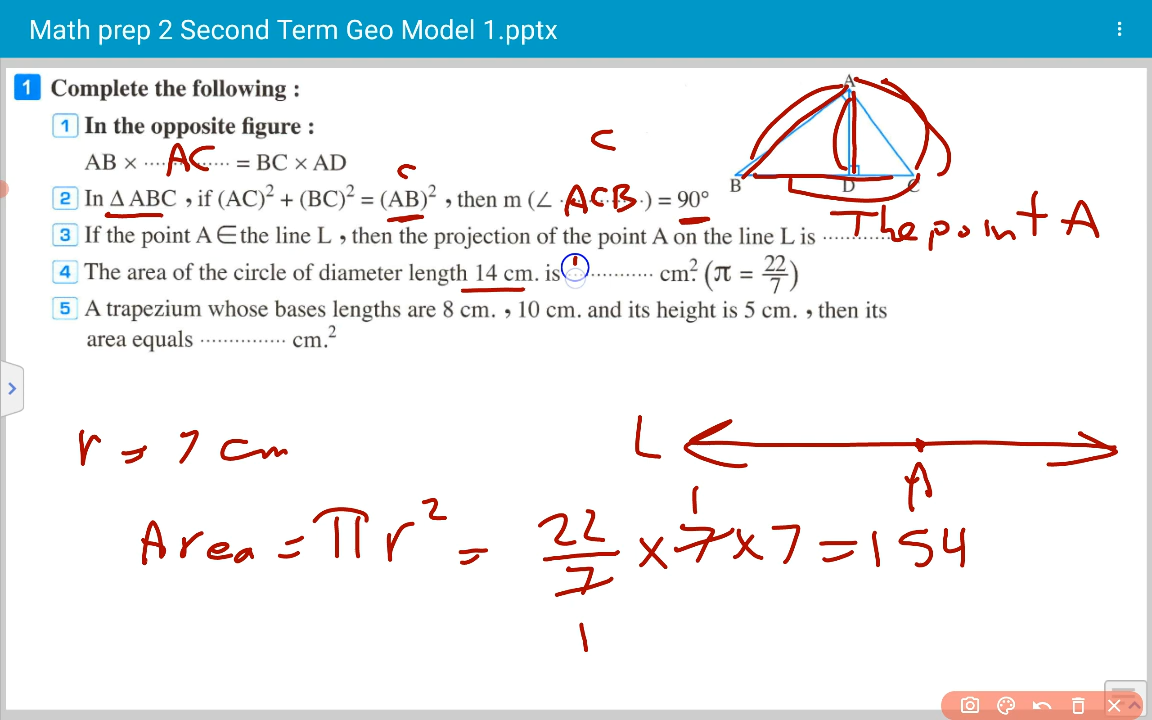 Math prep 2 Second Term Geo Model 1.pptx
1 Complete the following :
1 In the opposite figure :
AB × ····AC······ = BC × AD
C
C
2 In Δ ABC , if (AC)² + (BC)² = (AB)² , then m (∠ ·ACB·) = 90°
3 If the point A ∈ the line L , then the projection of the point A on the line L is ············
The point A
4 The area of the circle of diameter length 14 cm. is ··········· cm² (π = 22/7)
5 A trapezium whose bases lengths are 8 cm. , 10 cm. and its height is 5 cm. , then its
area equals ··············· cm.²
A
B D C
r = 7 cm
L
A
Area = πr² = 22/7 × 7 × 7 = 154
1
1